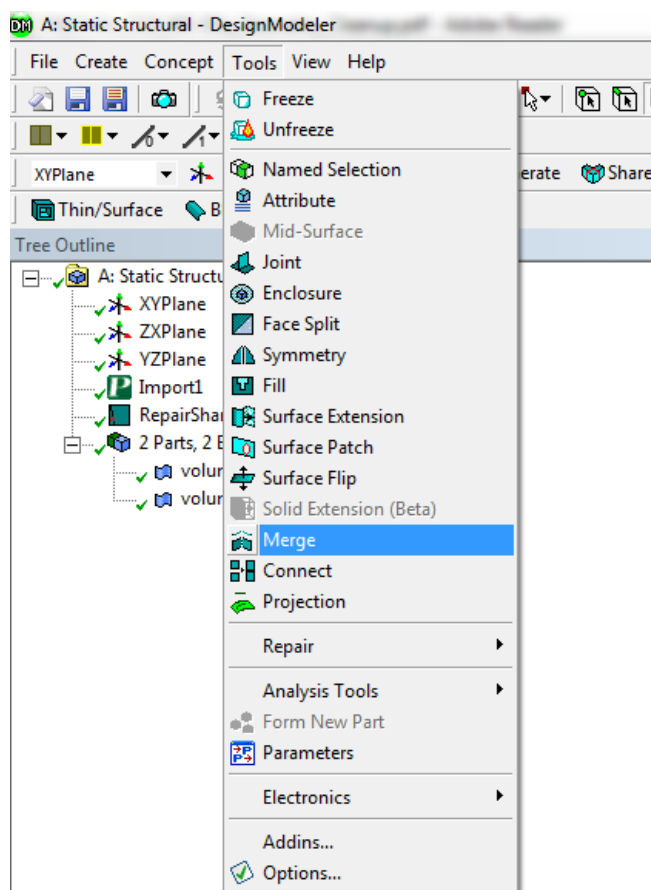 A: Static Structural - DesignModeler
File Create Concept Tools View Help
Freeze
Unfreeze
XYPlane
Named Selection
erate Share
Attribute
Thin/Surface B
Mid-Surface
Tree Outline
Joint
A: Static Structu
Enclosure
XYPlane
Face Split
ZXPlane
Symmetry
YZPlane
Fill
Import1
Surface Extension
RepairShar
Surface Patch
2 Parts, 2 B
Surface Flip
volur
Solid Extension (Beta)
volur
Merge
Connect
Projection
Repair
Analysis Tools
Form New Part
Parameters
Electronics
Addins...
Options...